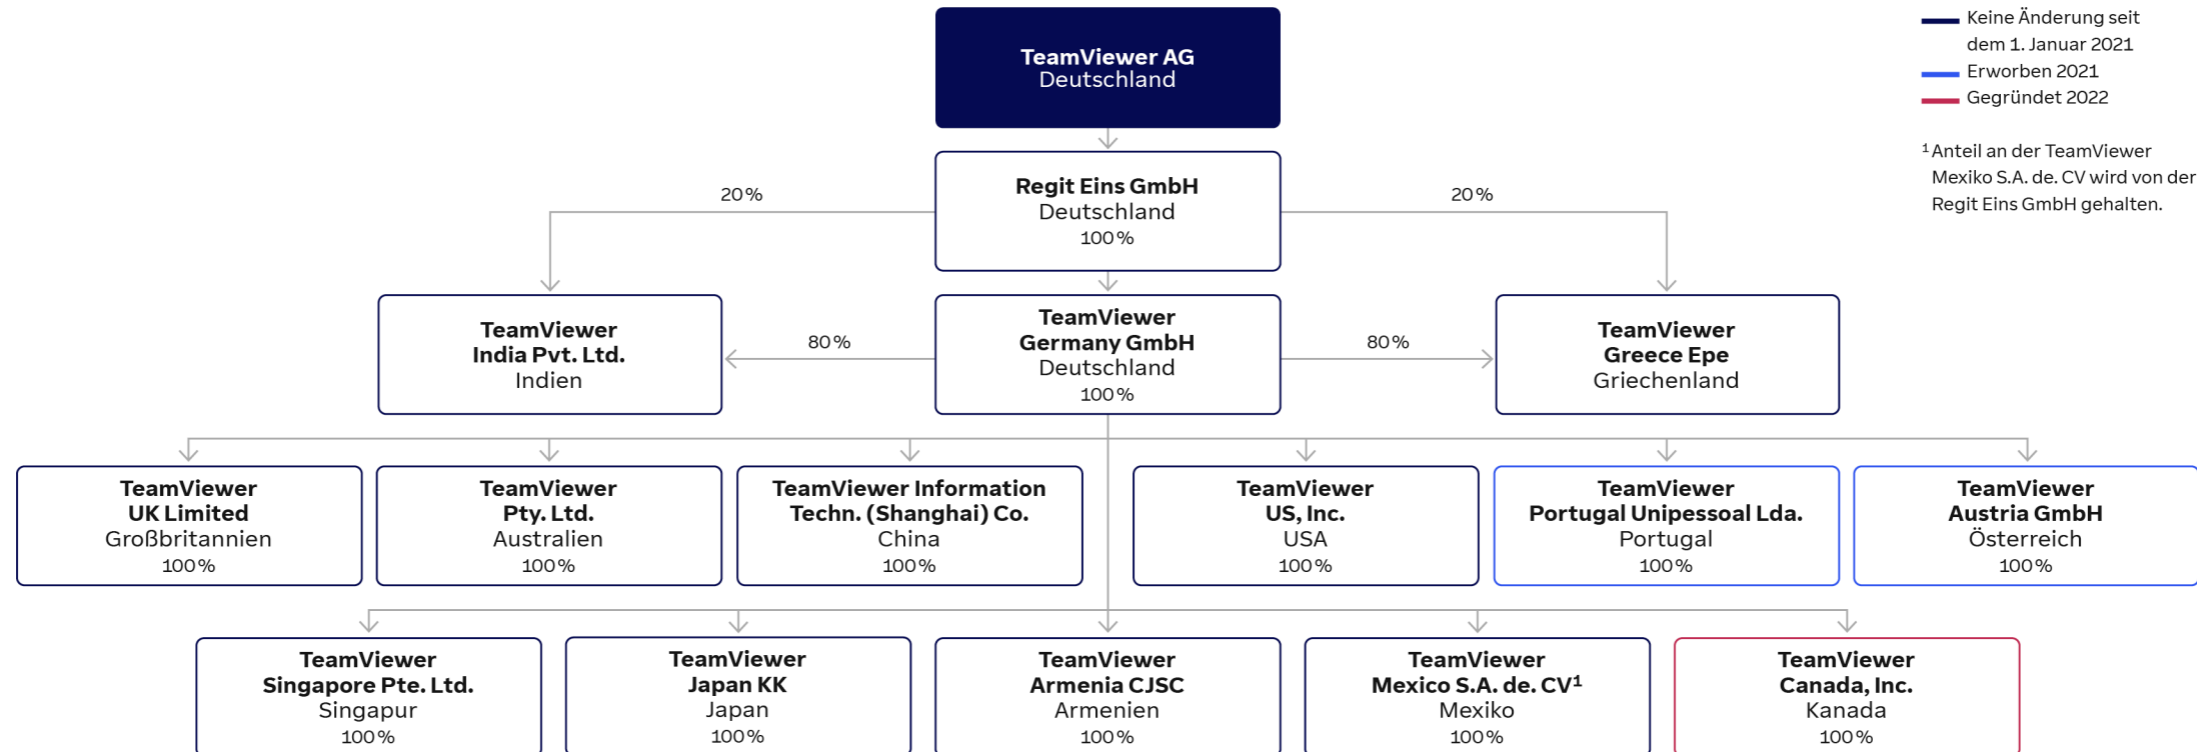 TeamViewer AG
Deutschland
Keine Änderung seit
dem 1. Januar 2021
Erworben 2021
Gegründet 2022
¹ Anteil an der TeamViewer
Mexiko S.A. de. CV wird von der
Regit Eins GmbH gehalten.
Regit Eins GmbH
Deutschland
100 %
20 %
20 %
TeamViewer
India Pvt. Ltd.
Indien
80 %
TeamViewer
Germany GmbH
Deutschland
100 %
80 %
TeamViewer
Greece Epe
Griechenland
TeamViewer
UK Limited
Großbritannien
100 %
TeamViewer
Pty. Ltd.
Australien
100 %
TeamViewer Information
Techn. (Shanghai) Co.
China
100 %
TeamViewer
US, Inc.
USA
100 %
TeamViewer
Portugal Unipessoal Lda.
Portugal
100 %
TeamViewer
Austria GmbH
Österreich
100 %
TeamViewer
Singapore Pte. Ltd.
Singapur
100 %
TeamViewer
Japan KK
Japan
100 %
TeamViewer
Armenia CJSC
Armenien
100 %
TeamViewer
Mexico S.A. de. CV¹
Mexiko
100 %
TeamViewer
Canada, Inc.
Kanada
100 %